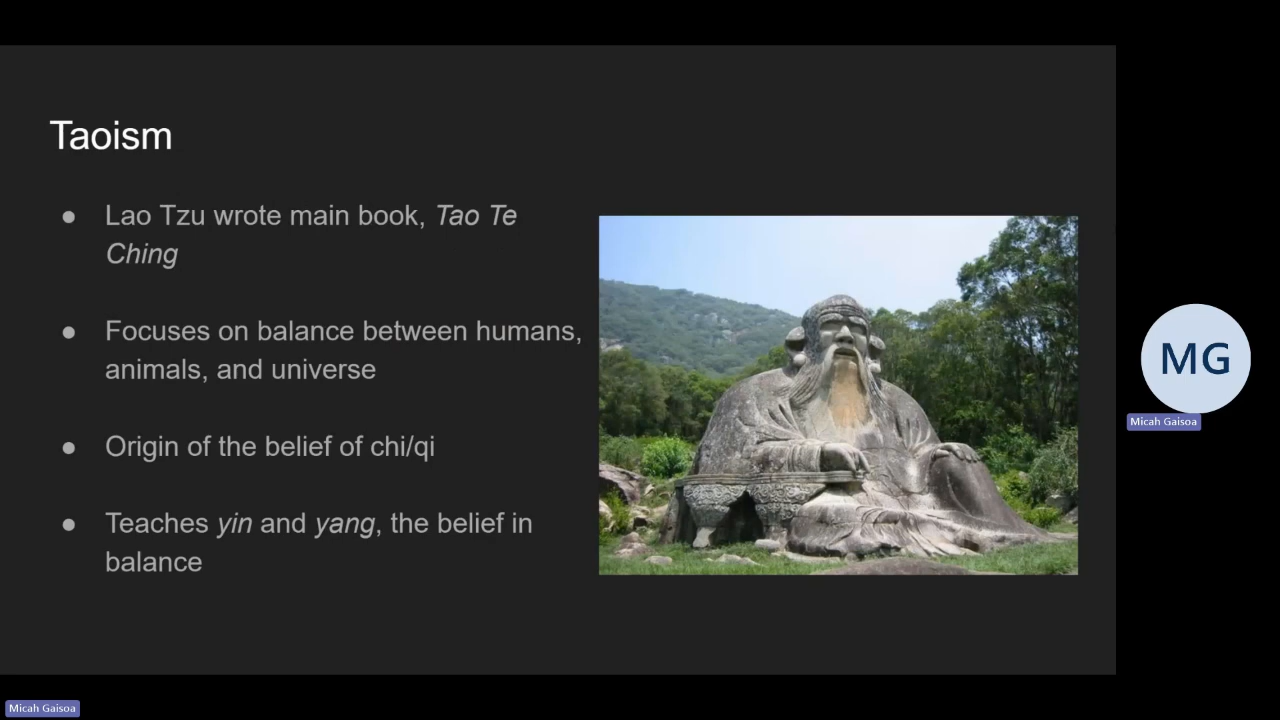 Taoism
● Lao Tzu wrote main book, Tao Te
Ching
● Focuses on balance between humans,
animals, and universe
● Origin of the belief of chi/qi
● Teaches yin and yang, the belief in
balance
MG
Micah Gaisoa
Micah Gaisoa